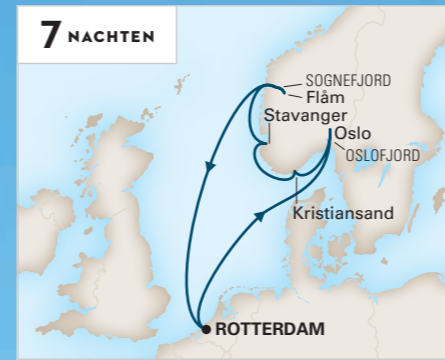 7 NACHTEN
SOGNEFJORD
Flåm
Stavanger
Oslo
OSLOFJORD
Kristiansand
ROTTERDAM